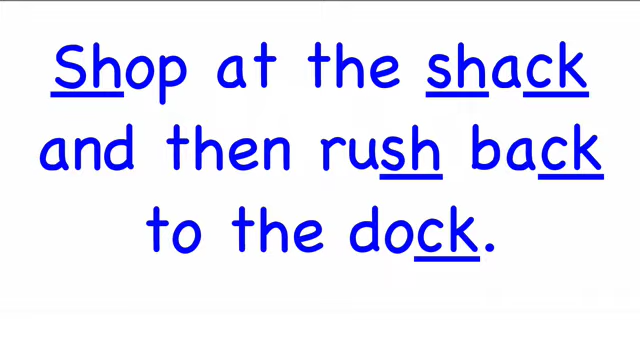 Shop at the shack
and then rush back
to the dock.